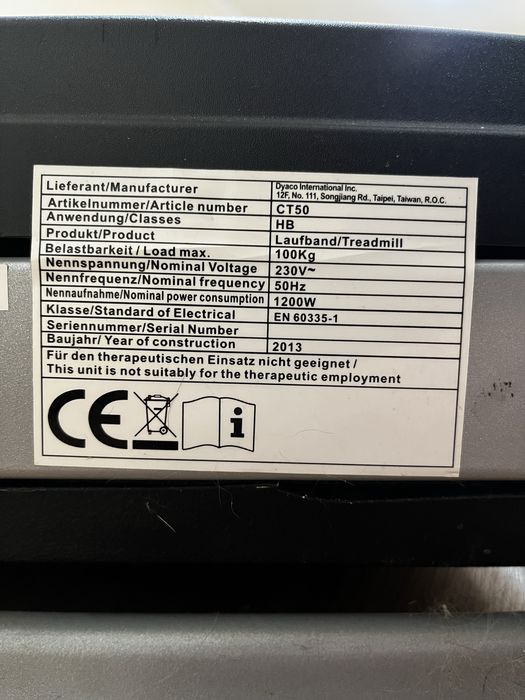 Lieferant/Manufacturer Dyaco International Inc.
12F, No. 111, Songjiang Rd., Taipei, Taiwan, R.O.C.
Artikelnummer/Article number CT50
Anwendung/Classes HB
Produkt/Product Laufband/Treadmill
Belastbarkeit / Load max. 100Kg
Nennspannung/Nominal Voltage 230V~
Nennfrequenz/Nominal frequency 50Hz
Nennaufnahme/Nominal power consumption 1200W
Klasse/Standard of Electrical EN 60335-1
Seriennummer/Serial Number
Baujahr/ Year of construction 2013
Für den therapeutischen Einsatz nicht geeignet /
This unit is not suitably for the therapeutic employment
CE i